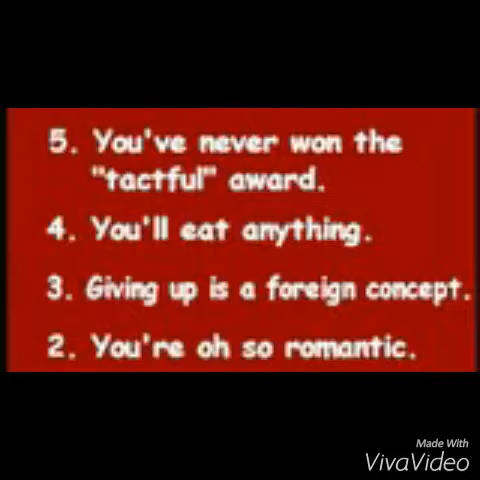 5. You've never won the
"tactful" award.
4. You'll eat anything.
3. Giving up is a foreign concept.
2. You're oh so romantic.
Made With
VivaVideo